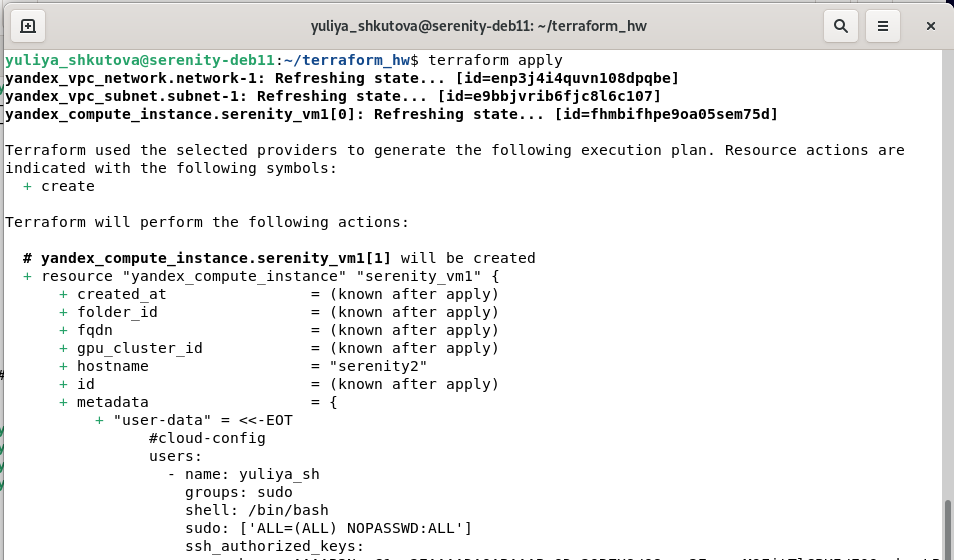 yuliya_shkutova@serenity-deb11: ~/terraform_hw
yuliya_shkutova@serenity-deb11:~/terraform_hw$ terraform apply
yandex_vpc_network.network-1: Refreshing state... [id=enp3j4i4quvn108dpqbe]
yandex_vpc_subnet.subnet-1: Refreshing state... [id=e9bbjvrib6fjc8l6c107]
yandex_compute_instance.serenity_vm1[0]: Refreshing state... [id=fhmbifhpe9oa05sem75d]
Terraform used the selected providers to generate the following execution plan. Resource actions are
indicated with the following symbols:
+ create
Terraform will perform the following actions:
# yandex_compute_instance.serenity_vm1[1] will be created
+ resource "yandex_compute_instance" "serenity_vm1" {
+ created_at = (known after apply)
+ folder_id = (known after apply)
+ fqdn = (known after apply)
+ gpu_cluster_id = (known after apply)
+ hostname = "serenity2"
+ id = (known after apply)
+ metadata = {
+ "user-data" = <<-EOT
#cloud-config
users:
- name: yuliya_sh
groups: sudo
shell: /bin/bash
sudo: ['ALL=(ALL) NOPASSWD:ALL']
ssh_authorized_keys: